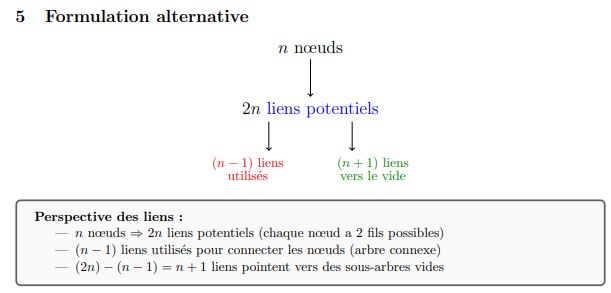 5 Formulation alternative
n nœuds
2n liens potentiels
(n − 1) liens
utilisés
(n + 1) liens
vers le vide
Perspective des liens :
— n nœuds ⇒ 2n liens potentiels (chaque nœud a 2 fils possibles)
— (n − 1) liens utilisés pour connecter les nœuds (arbre connexe)
— (2n) − (n − 1) = n + 1 liens pointent vers des sous-arbres vides